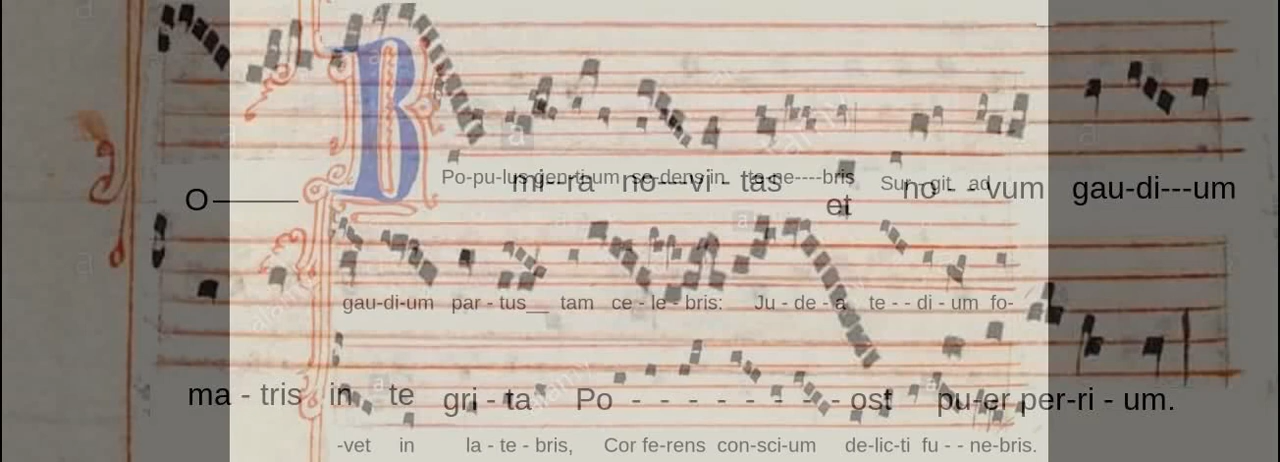 Po-pu-lus gen-ti-um se-dens in te-ne----bris Sur-git ad
O mi--ra no---vi - tas et no - - vum gau-di---um
gau-di-um par - tus__ tam ce - le - bris: Ju - de - a te - - di - um fo-
ma - tris in te gri - ta Po - - - - - - - - ost pu-er per-ri - um.
-vet in la - te - bris, Cor fe-rens con-sci-um de-lic-ti fu - - ne-bris.